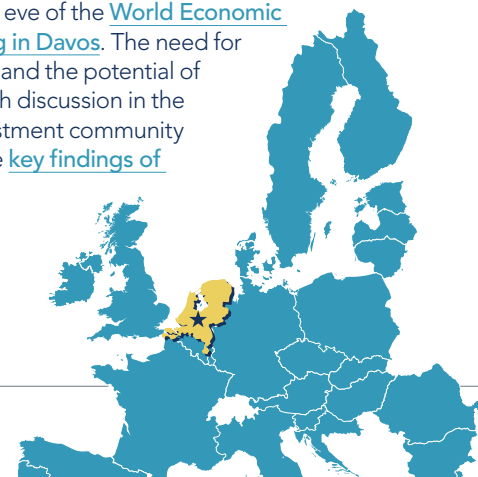 eve of the World Economic
in Davos. The need for
and the potential of
discussion in the
investment community
key findings of